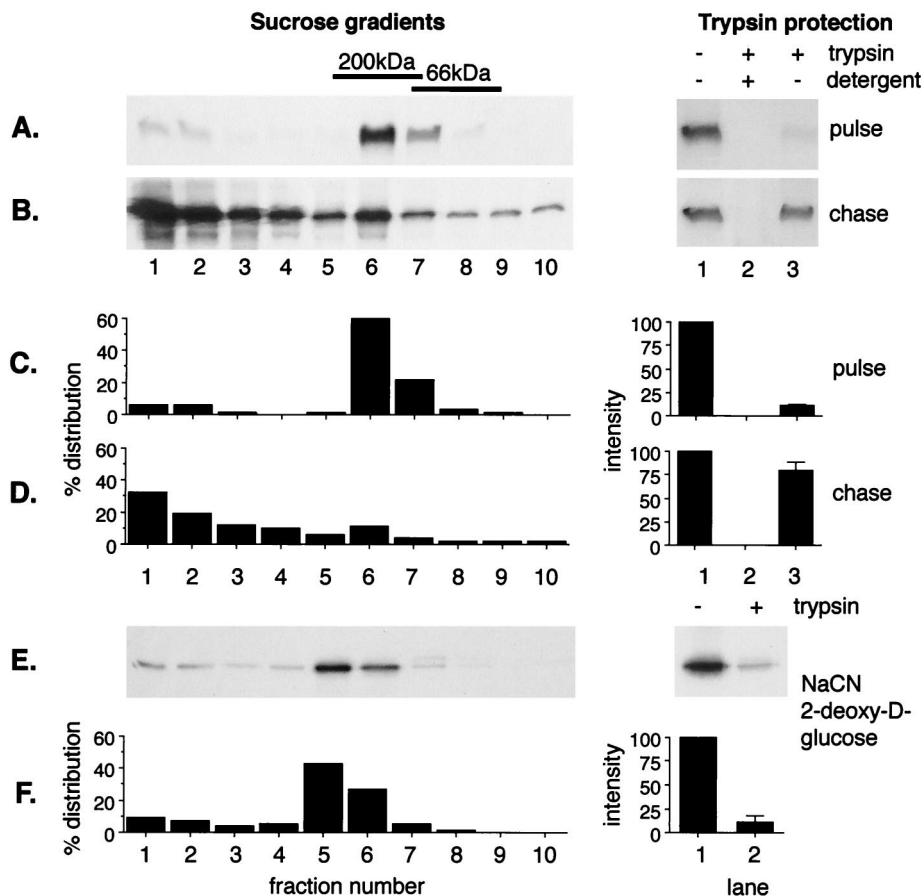 Sucrose gradients Trypsin protection
200kDa 66kDa
- + + trypsin
- + - detergent
A. pulse
B. chase
1 2 3 4 5 6 7 8 9 10 1 2 3
C. % distribution 60 40 20 0 intensity 100 75 50 25 0 pulse
D. % distribution 60 40 20 0 intensity 100 75 50 25 0 chase
1 2 3 4 5 6 7 8 9 10 1 2 3
- + trypsin
E.
NaCN
2-deoxy-D-
glucose
F. % distribution 60 40 20 0 intensity 100 75 50 25 0
1 2 3 4 5 6 7 8 9 10 1 2
fraction number lane